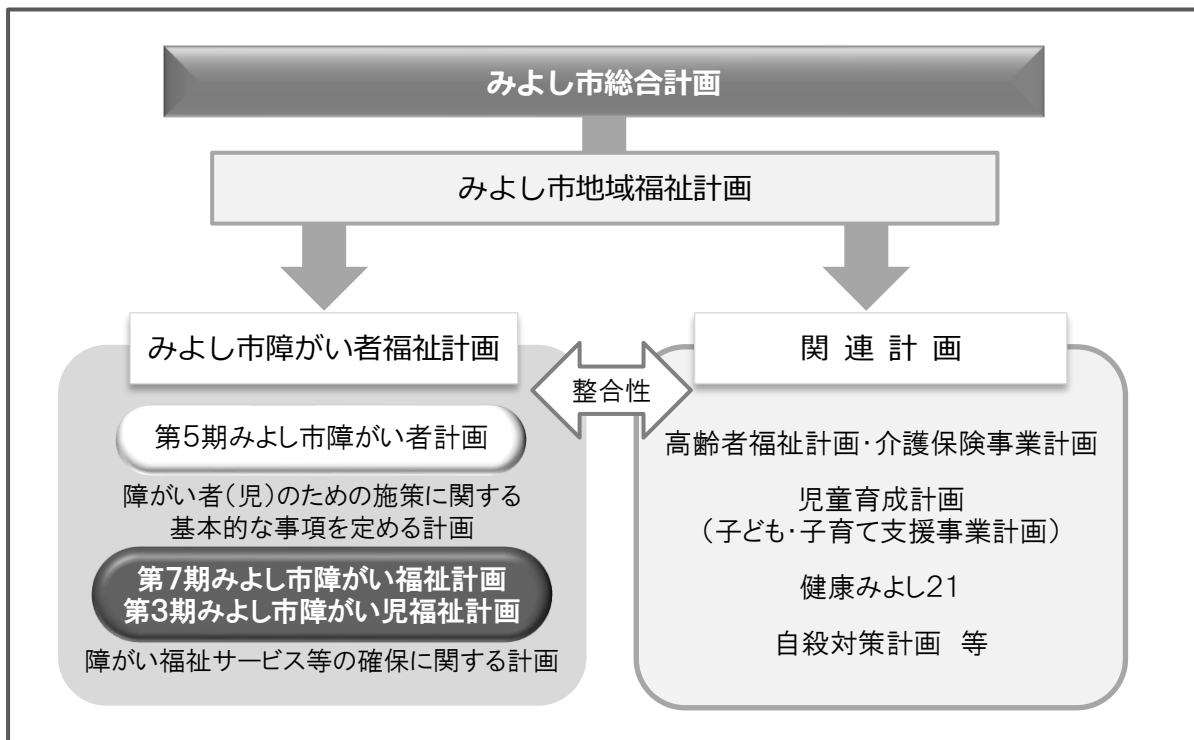 みよし市総合計画
みよし市地域福祉計画
みよし市障がい者福祉計画
第5期みよし市障がい者計画
障がい者(児)のための施策に関する
基本的な事項を定める計画
第7期みよし市障がい福祉計画
第3期みよし市障がい児福祉計画
障がい福祉サービス等の確保に関する計画
整合性
関連計画
高齢者福祉計画・介護保険事業計画
児童育成計画
(子ども・子育て支援事業計画)
健康みよし21
自殺対策計画 等